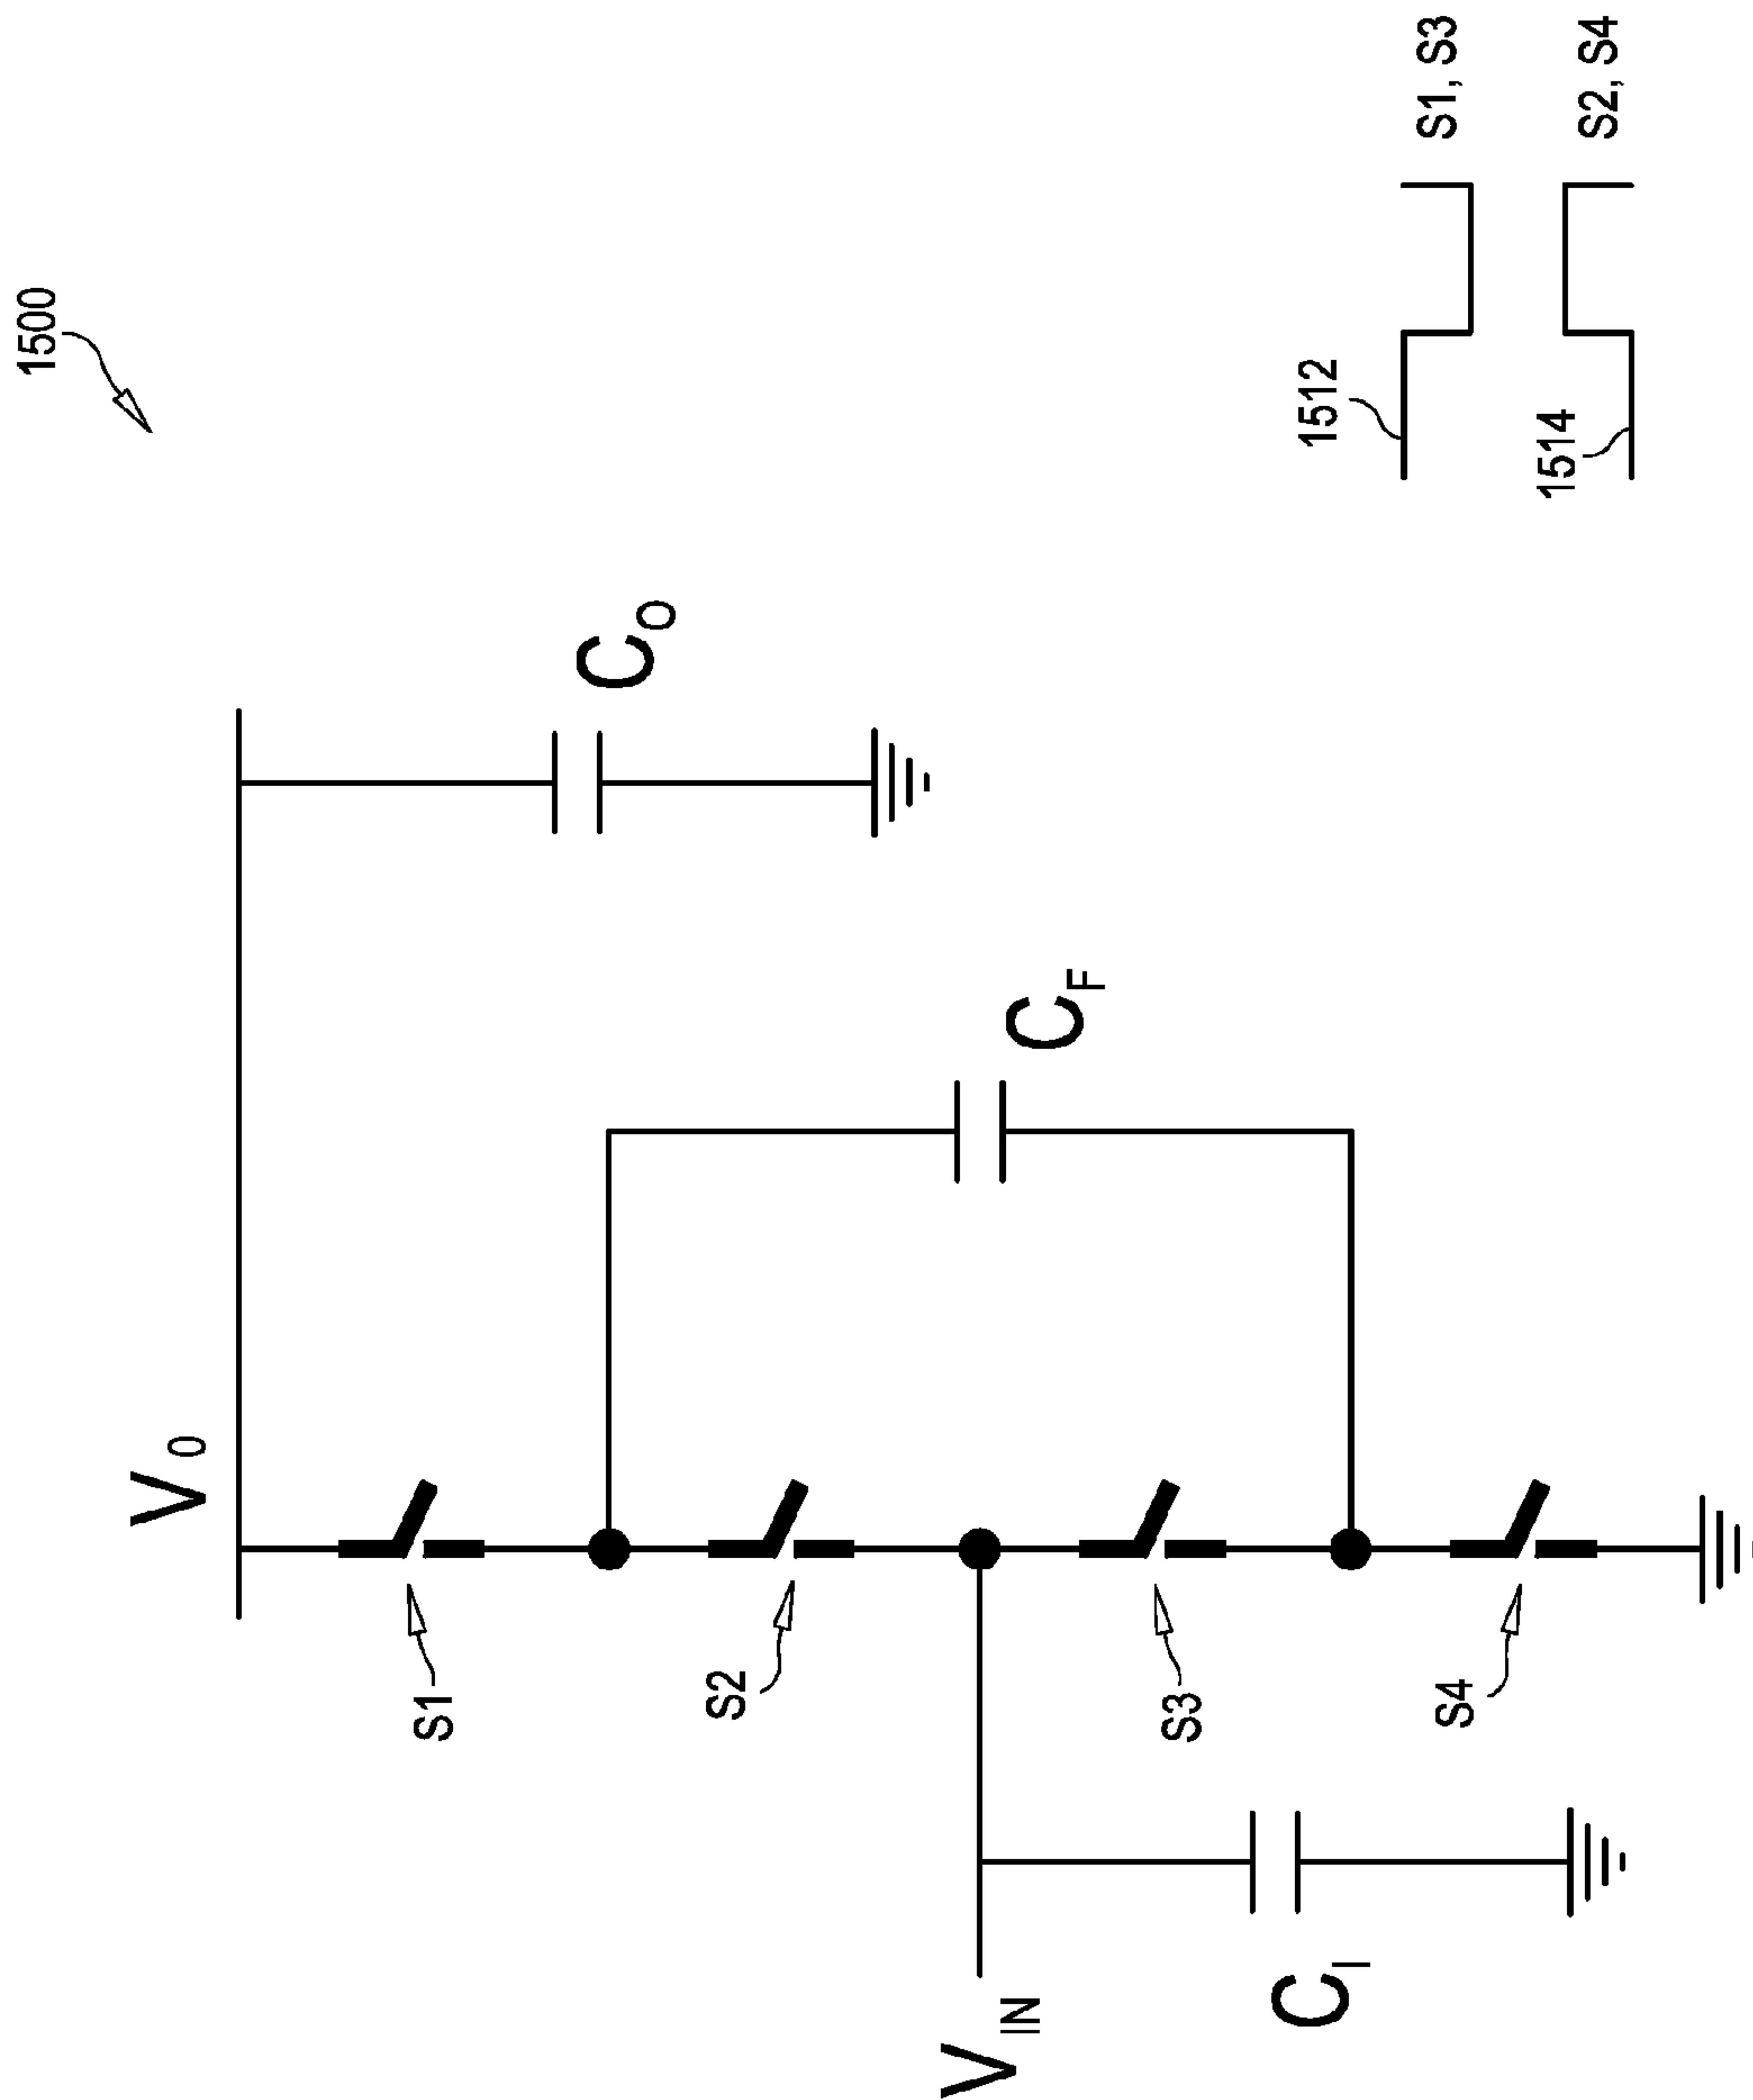 1500
V0
S1
S2
S3
S4
VIN
CI
CF
CO
1512
S1, S3
1514
S2, S4